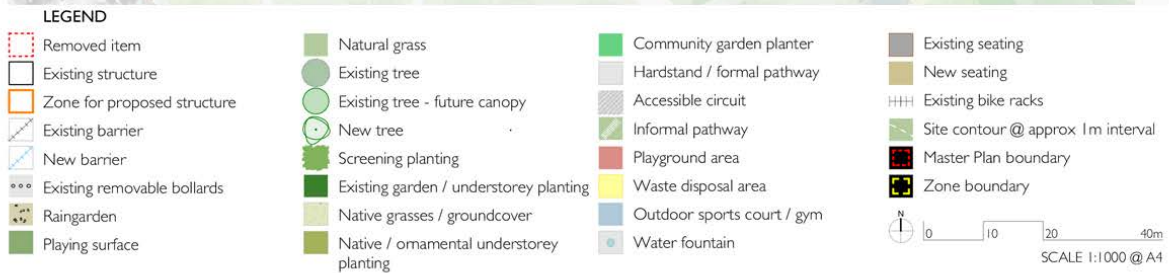 LEGEND
Removed item
Existing structure
Zone for proposed structure
Existing barrier
New barrier
Existing removable bollards
Raingarden
Playing surface
Natural grass
Existing tree
Existing tree - future canopy
New tree
Screening planting
Existing garden / understorey planting
Native grasses / groundcover
Native / ornamental understorey
planting
Community garden planter
Hardstand / formal pathway
Accessible circuit
Informal pathway
Playground area
Waste disposal area
Outdoor sports court / gym
Water fountain
Existing seating
New seating
Existing bike racks
Site contour @ approx 1m interval
Master Plan boundary
Zone boundary
N
0 10 20 40m
SCALE 1:1000 @ A4